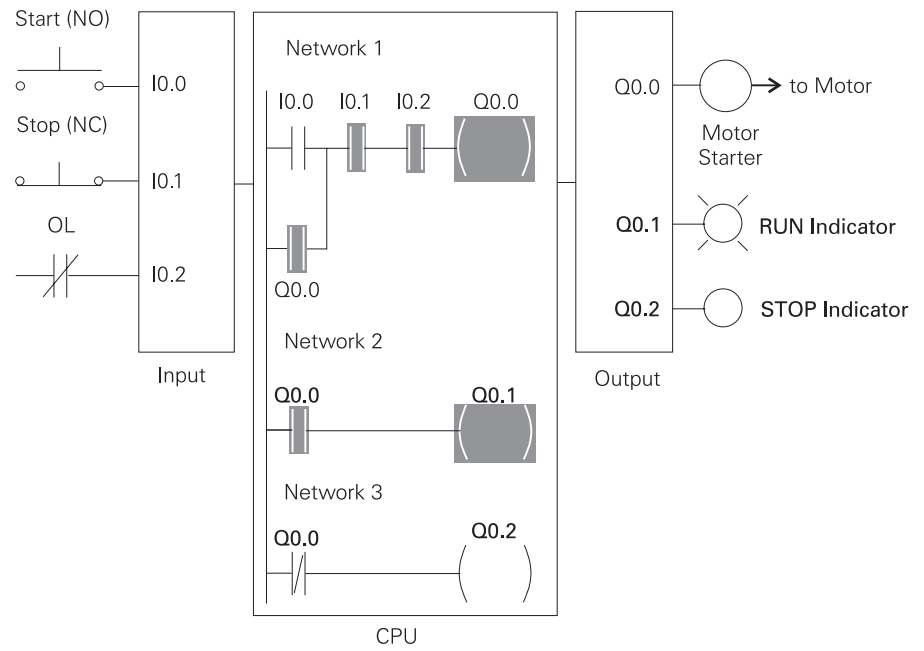 Start (NO)
I0.0
Stop (NC)
I0.1
OL
I0.2
Input
Network 1
I0.0 I0.1 I0.2 Q0.0
Q0.0
Network 2
Q0.0 Q0.1
Network 3
Q0.0 Q0.2
CPU
Q0.0
to Motor
Motor
Starter
Q0.1
RUN Indicator
Q0.2
STOP Indicator
Output